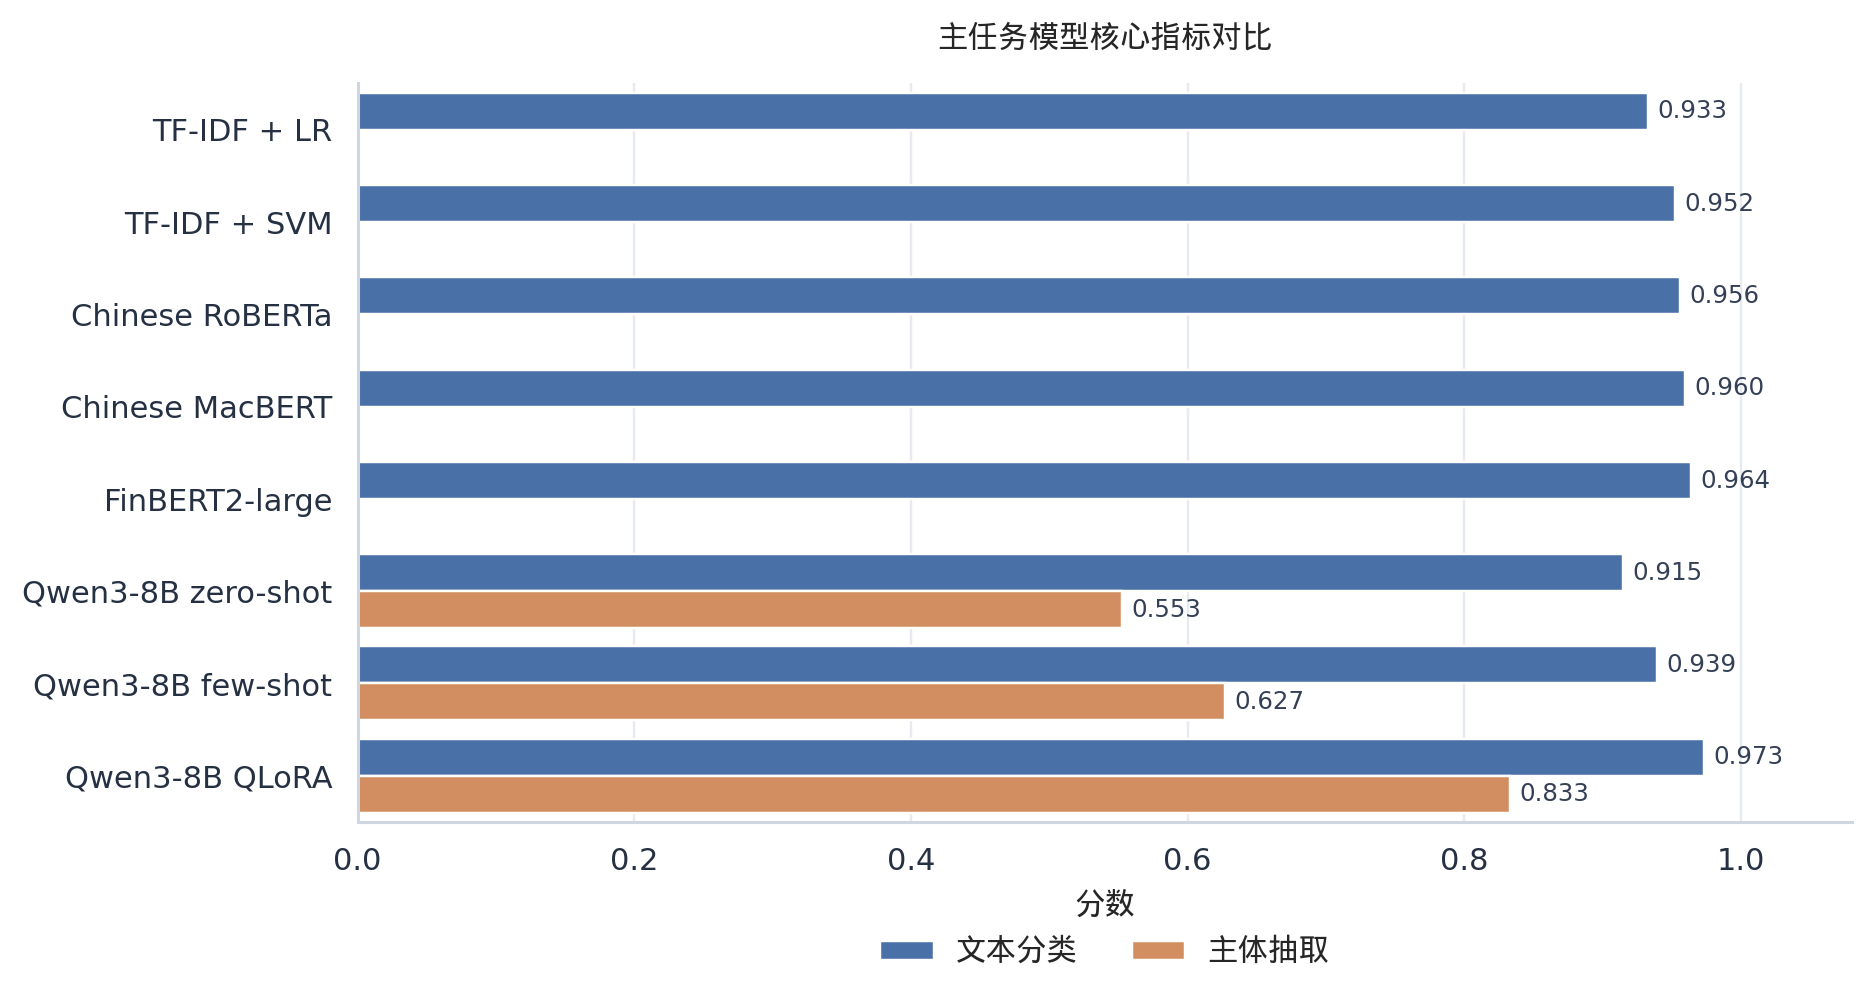 主任务模型核心指标对比
TF-IDF + LR
0.933
TF-IDF + SVM
0.952
Chinese RoBERTa
0.956
Chinese MacBERT
0.960
FinBERT2-large
0.964
Qwen3-8B zero-shot
0.915
0.553
Qwen3-8B few-shot
0.939
0.627
Qwen3-8B QLoRA
0.973
0.833
0.0 0.2 0.4 0.6 0.8 1.0
分数
文本分类 主体抽取